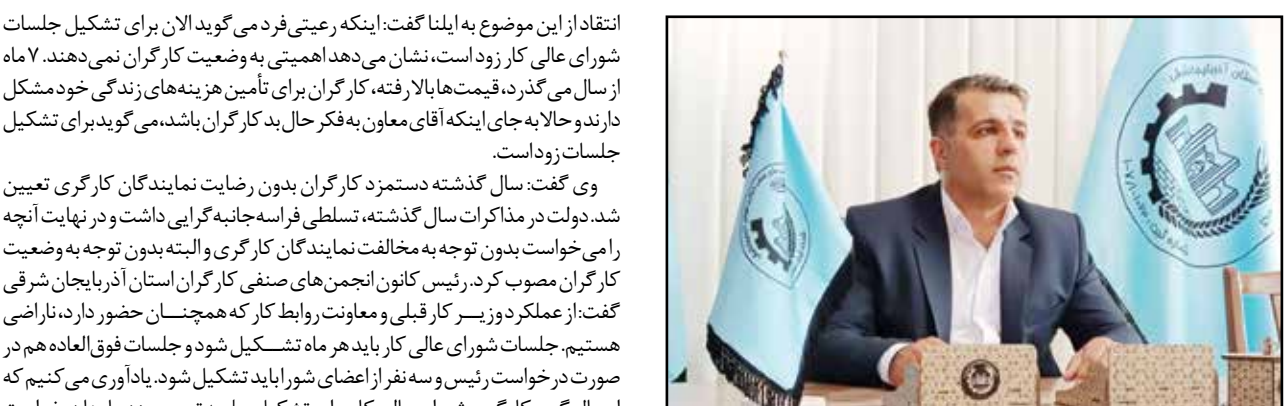 انتقاد از این موضوع به ایلنا گفت: اینکه رعیتی‌فرد می‌گوید الان برای تشکیل جلسات
شورای عالی کار زود است، نشان می‌دهد اهمیتی به وضعیت کارگران نمی‌دهند. ۷ ماه
از سال می‌گذرد، قیمت‌ها بالا رفته، کارگران برای تأمین هزینه‌های زندگی خود مشکل
دارند و حالا به جای اینکه آقای معاون به فکر حال بد کارگران باشد، می‌گوید برای تشکیل
جلسات زود است.
وی گفت: سال گذشته دستمزد کارگران بدون رضایت نمایندگان کارگری تعیین
شد. دولت در مذاکرات سال گذشته، تسلطی فراسه‌جانبه‌گرایی داشت و در نهایت آنچه
را می‌خواست بدون توجه به مخالفت نمایندگان کارگری و البته بدون توجه به وضعیت
کارگران مصوب کرد. رئیس کانون انجمن‌های صنفی کارگران استان آذربایجان شرقی
گفت: از عملکرد وزیر کار قبلی و معاونت روابط کار که همچنان حضور دارد، ناراضی
هستیم. جلسات شورای عالی کار باید هر ماه تشکیل شود و جلسات فوق‌العاده هم در
صورت درخواست رئیس و سه نفر از اعضای شورا باید تشکیل شود. یادآوری می‌کنیم که